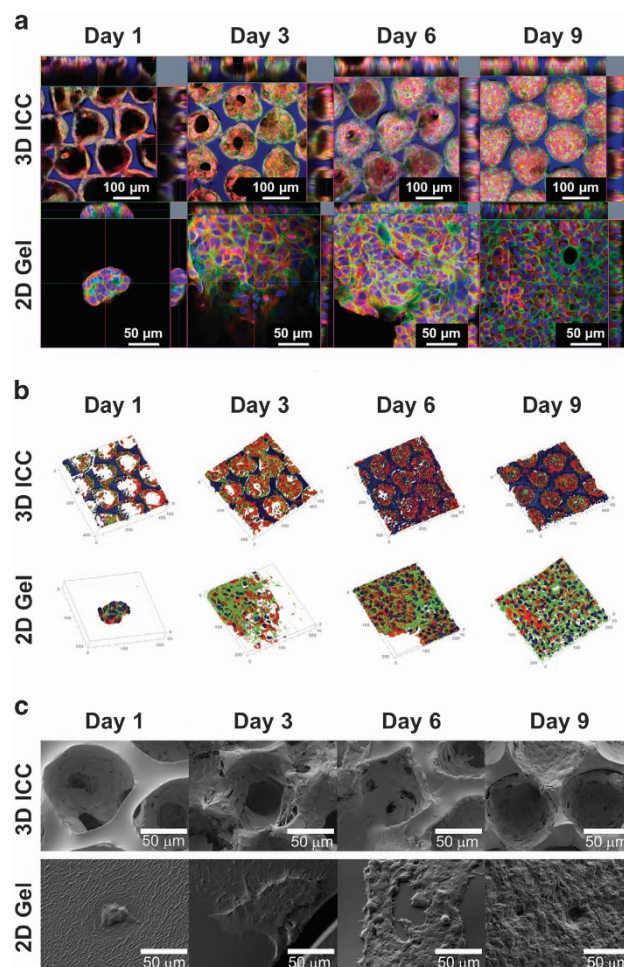 a
Day 1 Day 3 Day 6 Day 9
3D ICC
100 µm 100 µm 100 µm 100 µm
2D Gel
50 µm 50 µm 50 µm 50 µm
b
Day 1 Day 3 Day 6 Day 9
3D ICC
2D Gel
c
Day 1 Day 3 Day 6 Day 9
3D ICC
50 µm 50 µm 50 µm 50 µm
2D Gel
50 µm 50 µm 50 µm 50 µm